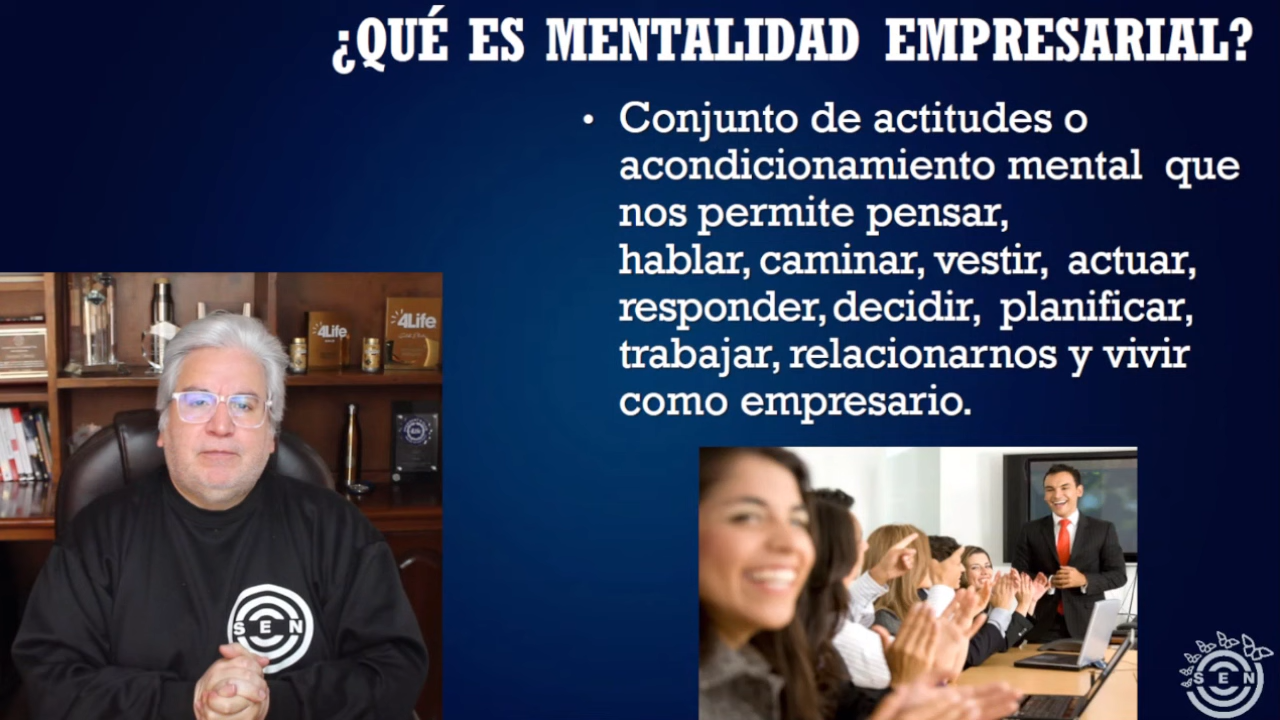 ¿QUÉ ES MENTALIDAD EMPRESARIAL?
• Conjunto de actitudes o
acondicionamiento mental que
nos permite pensar,
hablar, caminar, vestir, actuar,
responder, decidir, planificar,
trabajar, relacionarnos y vivir
como empresario.
4Life
4Life
SEN
SEN